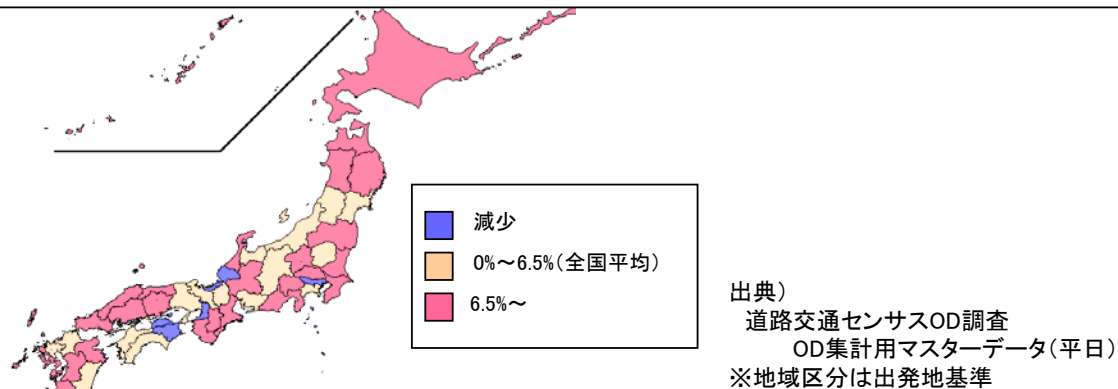 減少
0%～6.5%(全国平均)
6.5%～
出典）
道路交通センサスOD調査
OD集計用マスターデータ(平日)
※地域区分は出発地基準